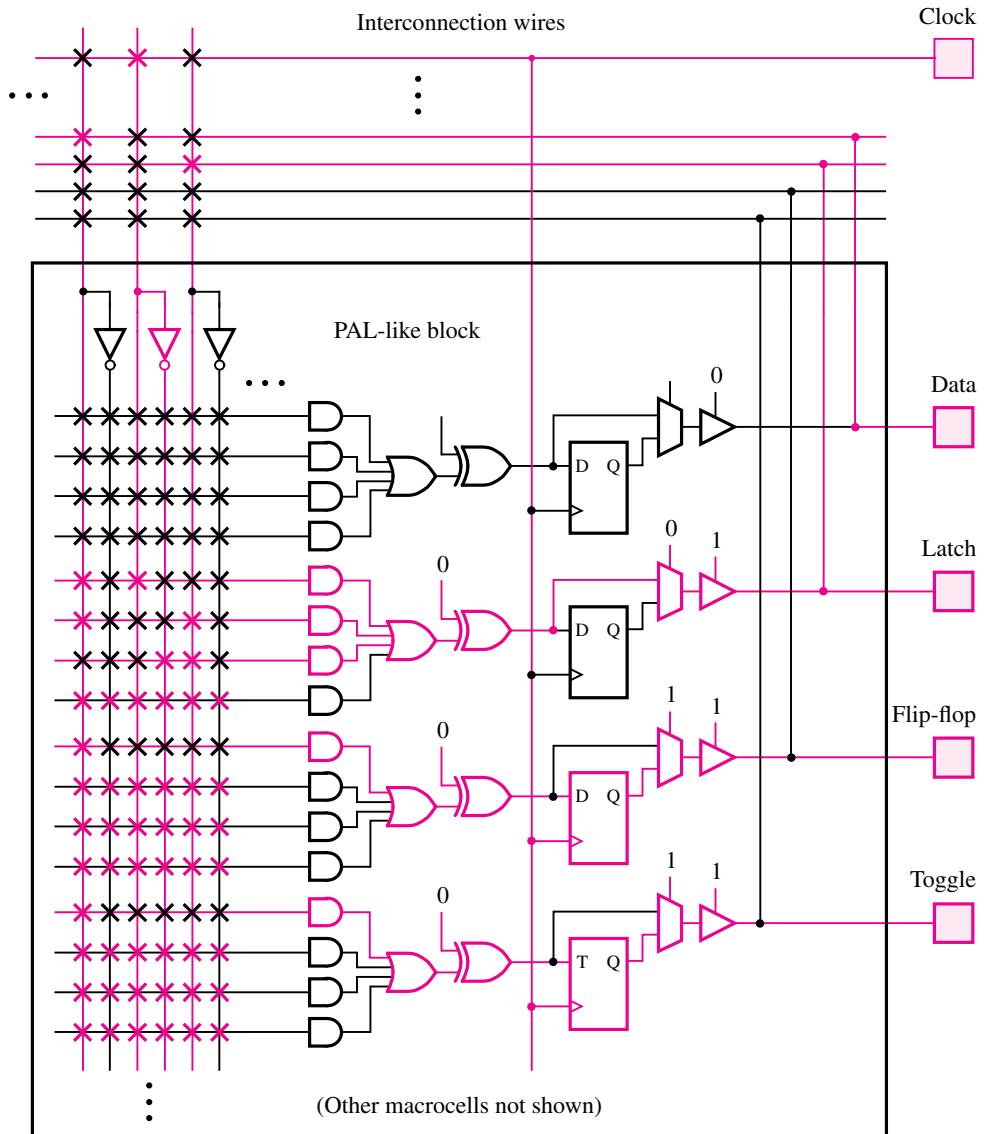 Interconnection wires
Clock
PAL-like block
0
Data
D Q
0
0
1
Latch
D Q
0
1
1
Flip-flop
D Q
0
1
1
Toggle
T Q
(Other macrocells not shown)